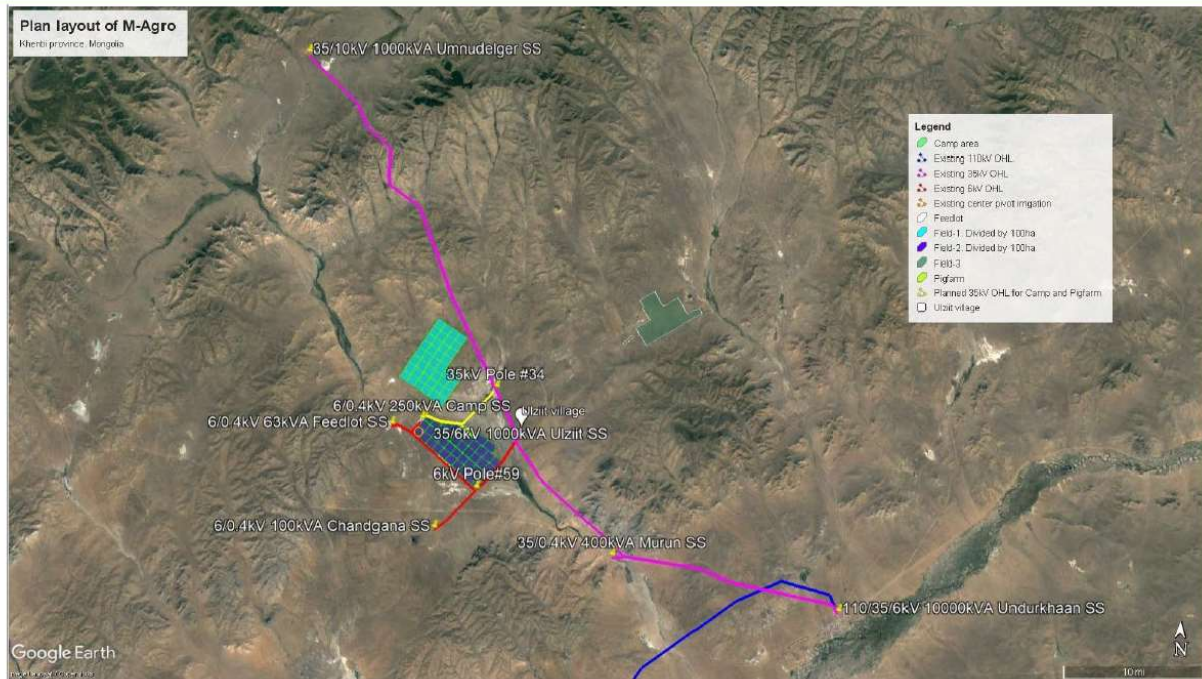 Plan layout of M-Agro
Khentii province, Mongolia
35/10kV 1000kVA Umnudelger SS
Legend
Camp area
Existing 110kV OHL
Existing 35kV OHL
Existing 6kV OHL
Existing center pivot irrigation
Feedlot
Field-1. Divided by 100ha
Field-2. Divided by 100ha
Field-3
Pigfarm
Planned 35kV OHL for Camp and Pigfarm
Ulziit village
35kV Pole #34
6/0.4kV 250kVA Camp SS
Ulziit village
6/0.4kV 63kVA Feedlot SS
35/6kV 1000kVA Ulziit SS
6kV Pole#59
6/0.4kV 100kVA Chandgana SS
35/0.4kV 400kVA Murun SS
110/35/6kV 10000kVA Undurkhaan SS
Google Earth
N
10 mi